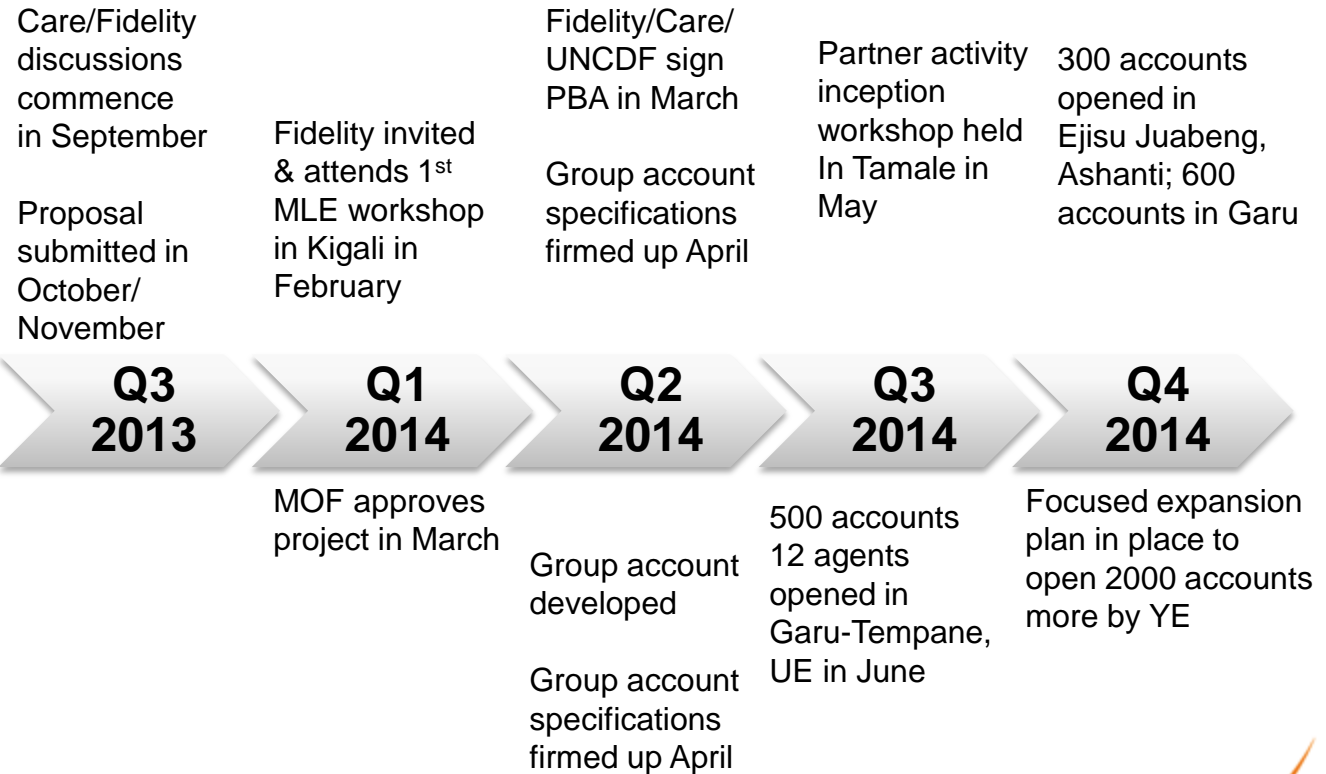 Care/Fidelity
discussions
commence
in September
Proposal
submitted in
October/
November
Fidelity invited
& attends 1st
MLE workshop
in Kigali in
February
Fidelity/Care/
UNCDF sign
PBA in March
Group account
specifications
firmed up April
Partner activity
inception
workshop held
In Tamale in
May
300 accounts
opened in
Ejisu Juabeng,
Ashanti; 600
accounts in Garu
Q3
2013
Q1
2014
Q2
2014
Q3
2014
Q4
2014
MOF approves
project in March
Group account
developed
Group account
specifications
firmed up April
500 accounts
12 agents
opened in
Garu-Tempane,
UE in June
Focused expansion
plan in place to
open 2000 accounts
more by YE